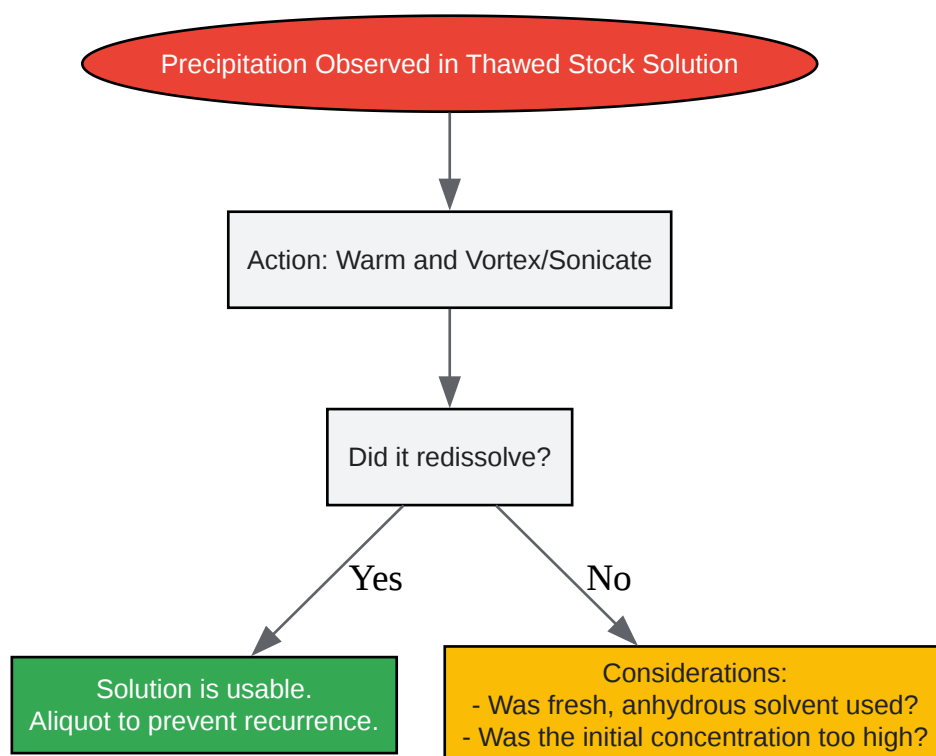 Precipitation Observed in Thawed Stock Solution
Action: Warm and Vortex/Sonicate
Did it redissolve?
Yes
No
Solution is usable.
Aliquot to prevent recurrence.
Considerations:
- Was fresh, anhydrous solvent used?
- Was the initial concentration too high?